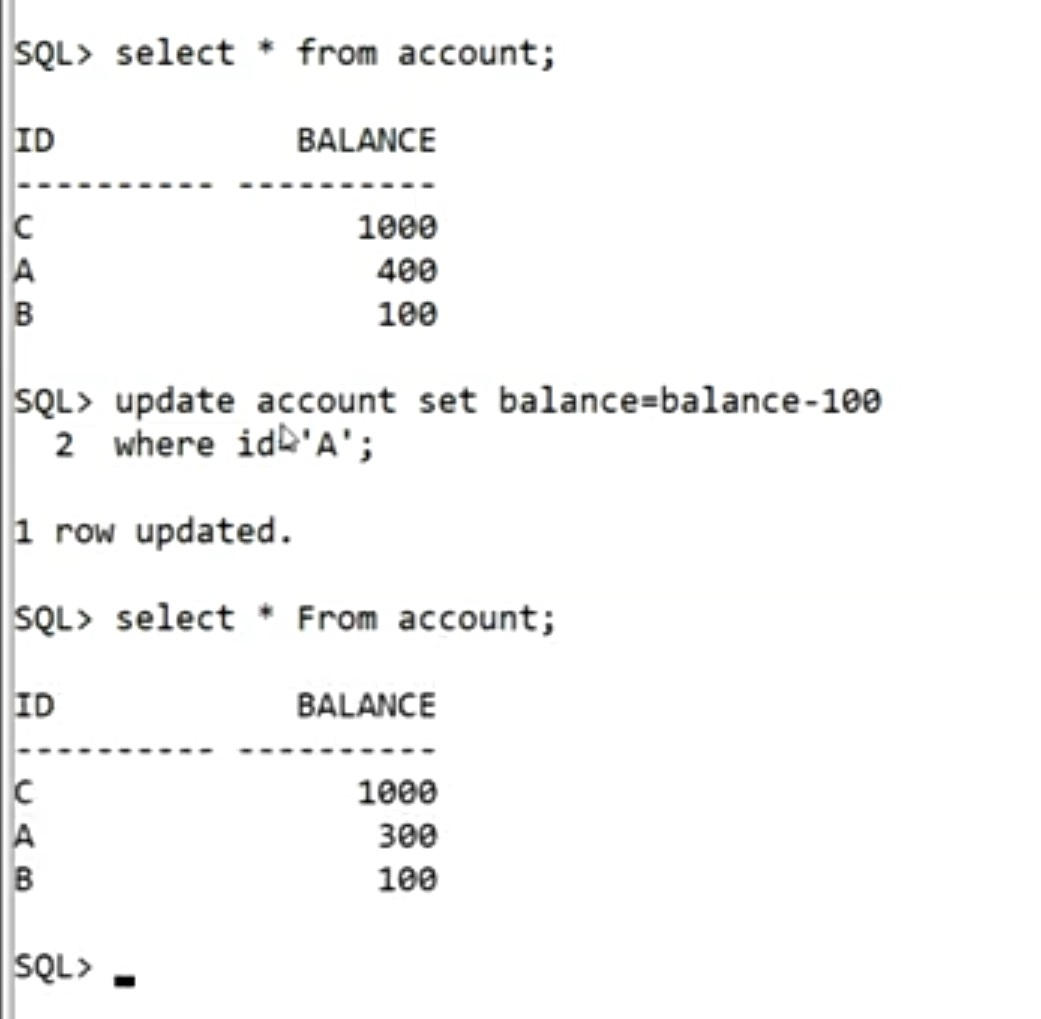 SQL> select * from account;
ID BALANCE
---------- ----------
C 1000
A 400
B 100
SQL> update account set balance=balance-100
2 where id 'A';
1 row updated.
SQL> select * From account;
ID BALANCE
---------- ----------
C 1000
A 300
B 100
SQL> _